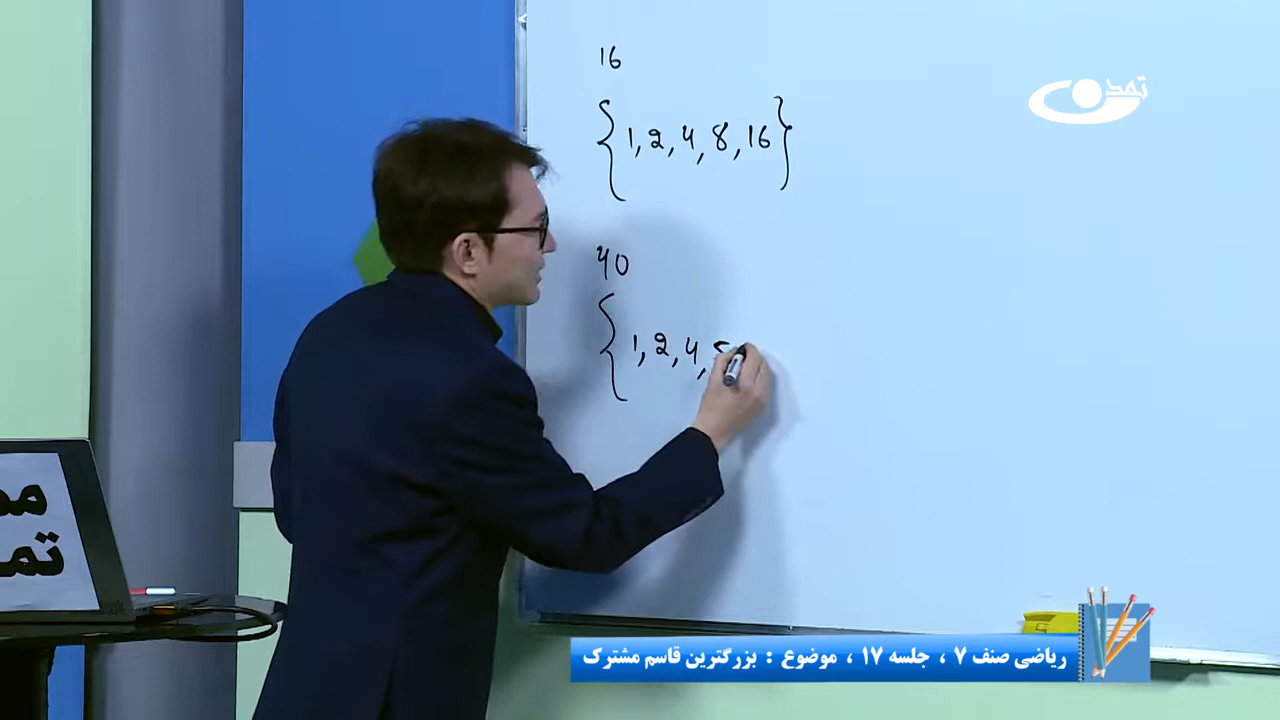 16
{1,2,4,8,16}
40
{1,2,4,
تمدن
ریاضی صنف ۷ ، جلسه ۱۷ ، موضوع : بزرگترین قاسم مشترک